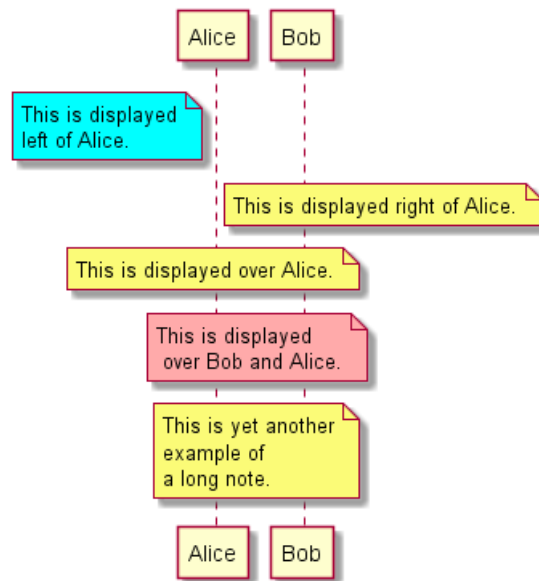 Alice Bob
This is displayed
left of Alice.
This is displayed right of Alice.
This is displayed over Alice.
This is displayed
over Bob and Alice.
This is yet another
example of
a long note.
Alice Bob